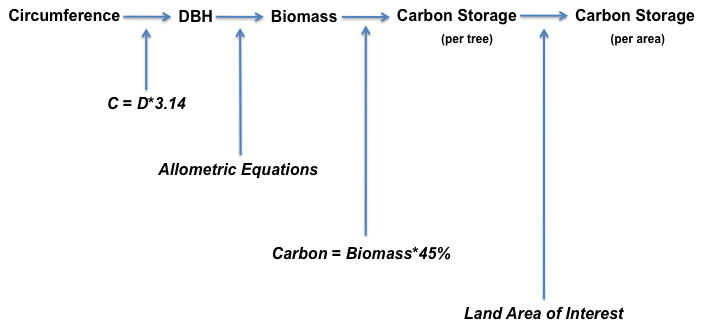 Circumference DBH Biomass Carbon Storage Carbon Storage
(per tree) (per area)
C = D*3.14
Allometric Equations
Carbon = Biomass*45%
Land Area of Interest